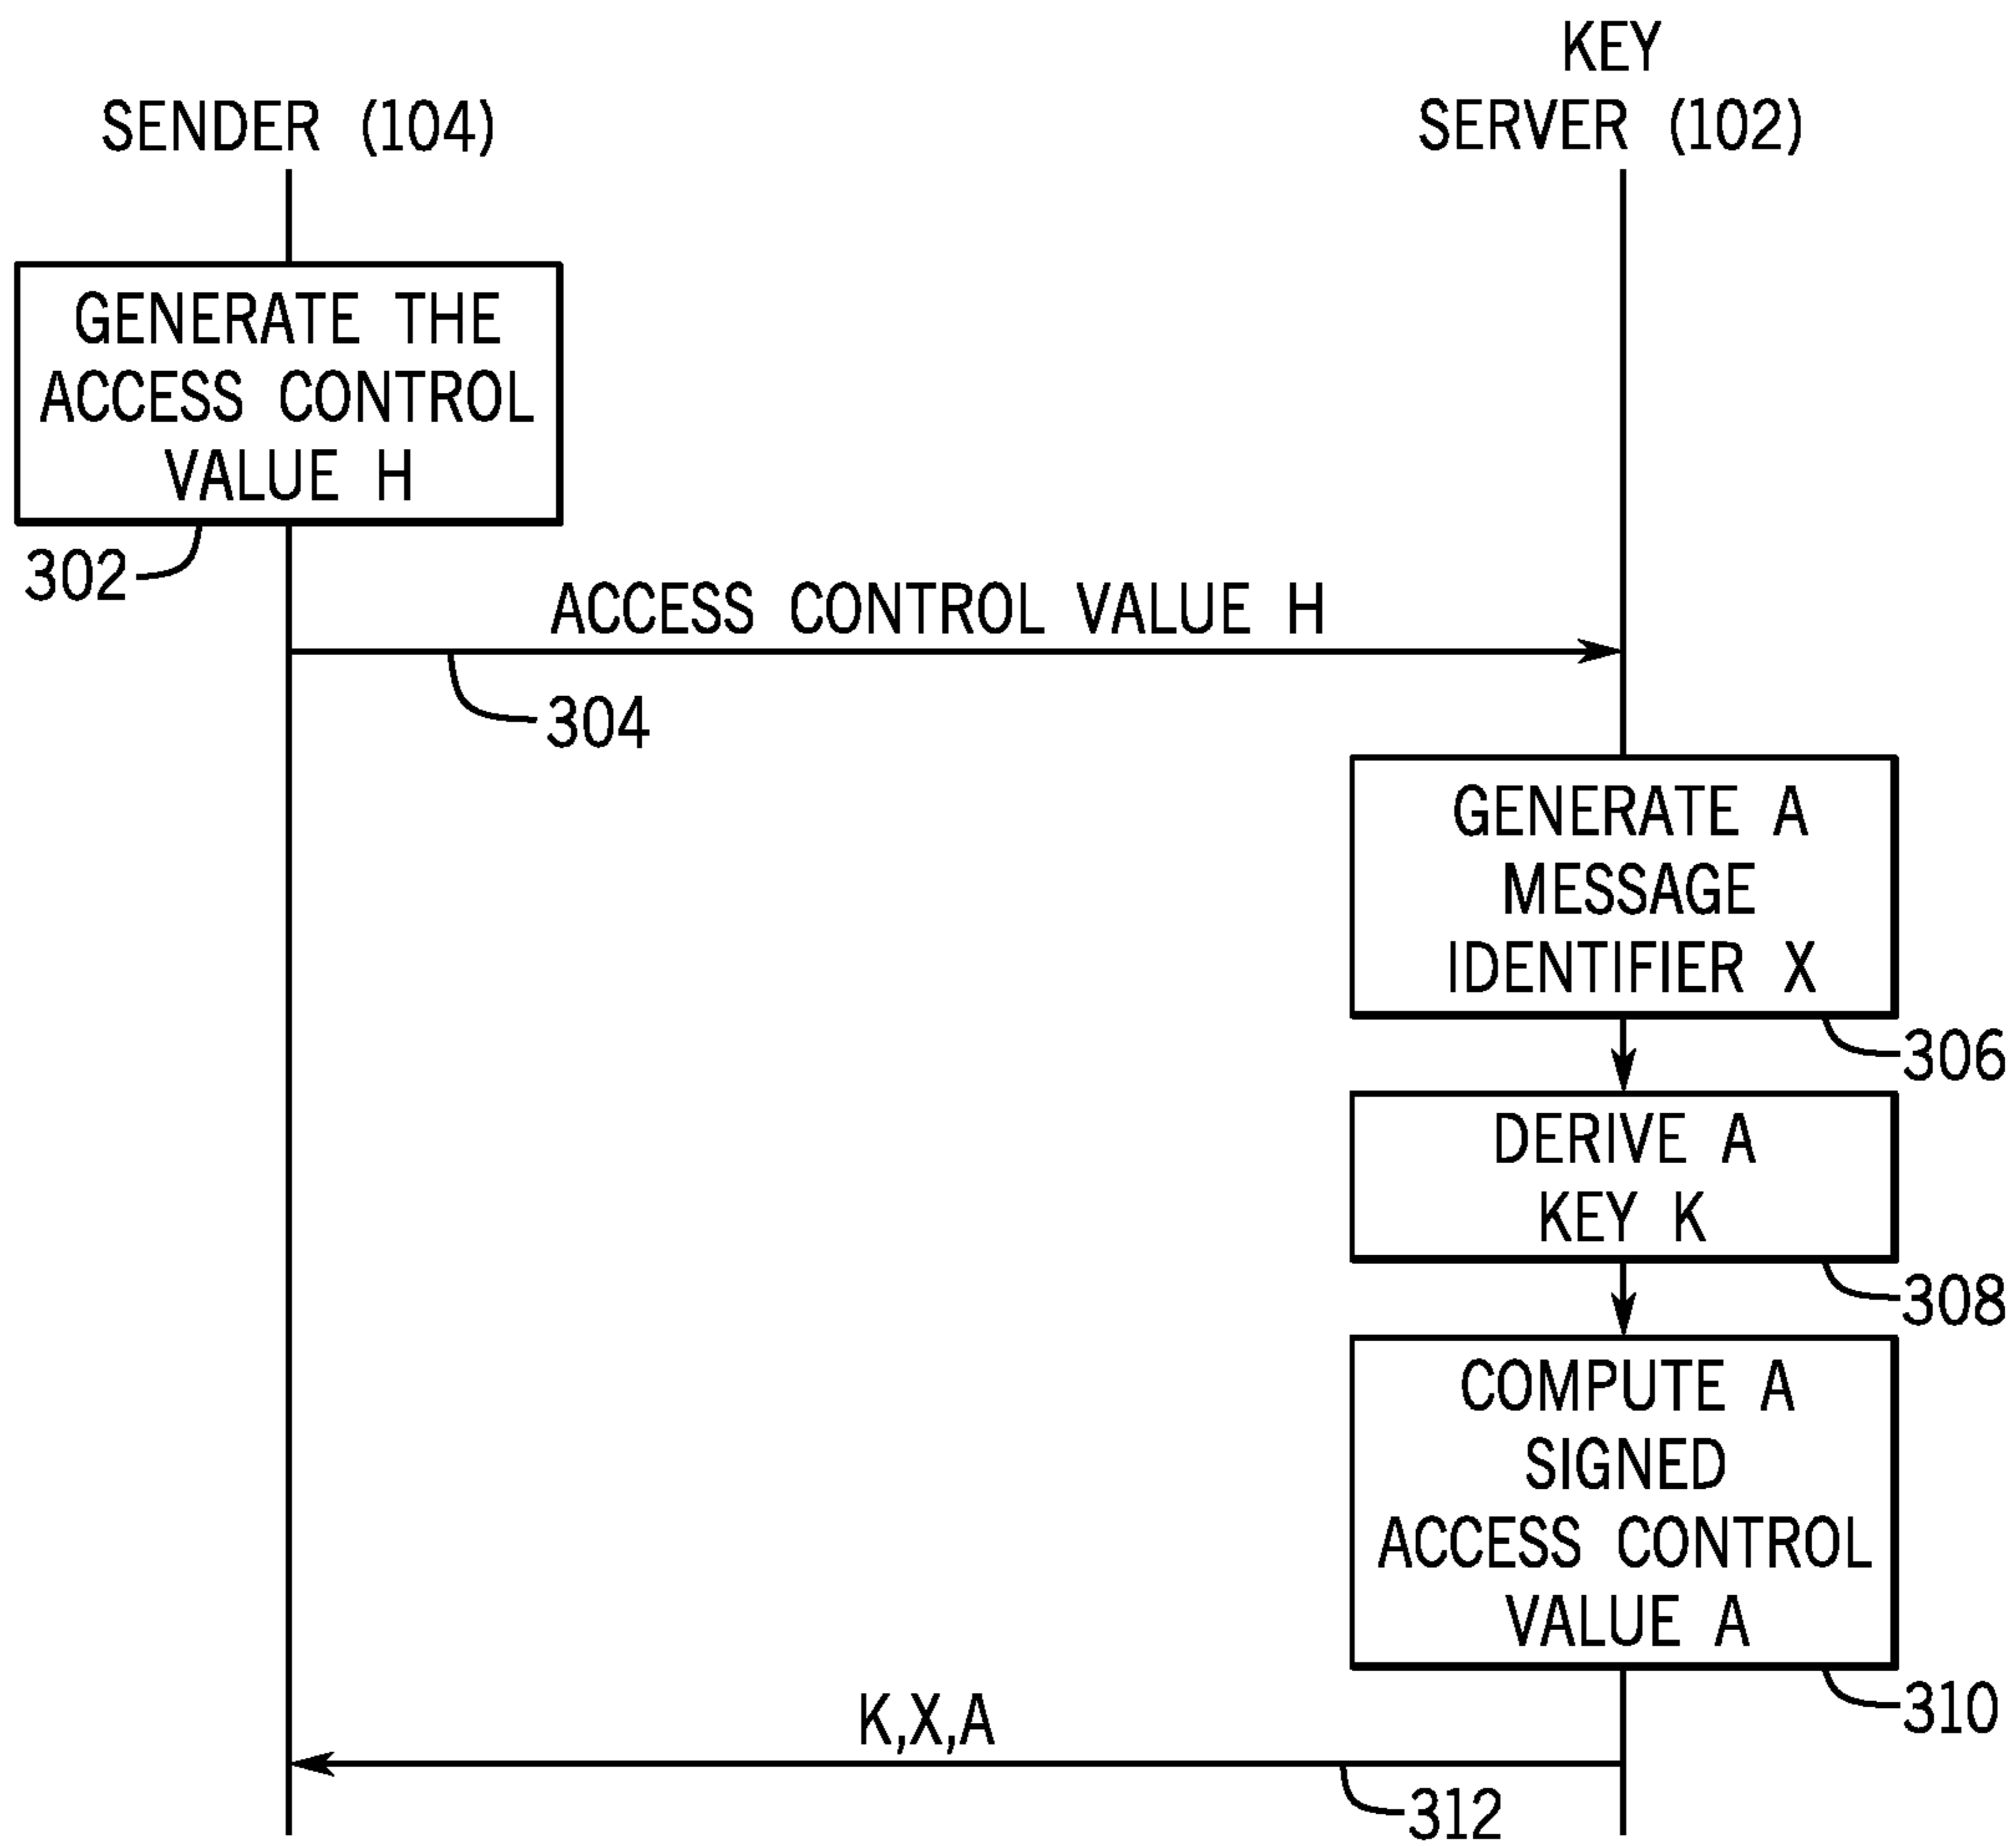 KEY
SENDER (104)
SERVER (102)
GENERATE THE
ACCESS CONTROL
VALUE H
302
ACCESS CONTROL VALUE H
304
GENERATE A
MESSAGE
IDENTIFIER X
306
DERIVE A
KEY K
308
COMPUTE A
SIGNED
ACCESS CONTROL
VALUE A
310
K,X,A
312